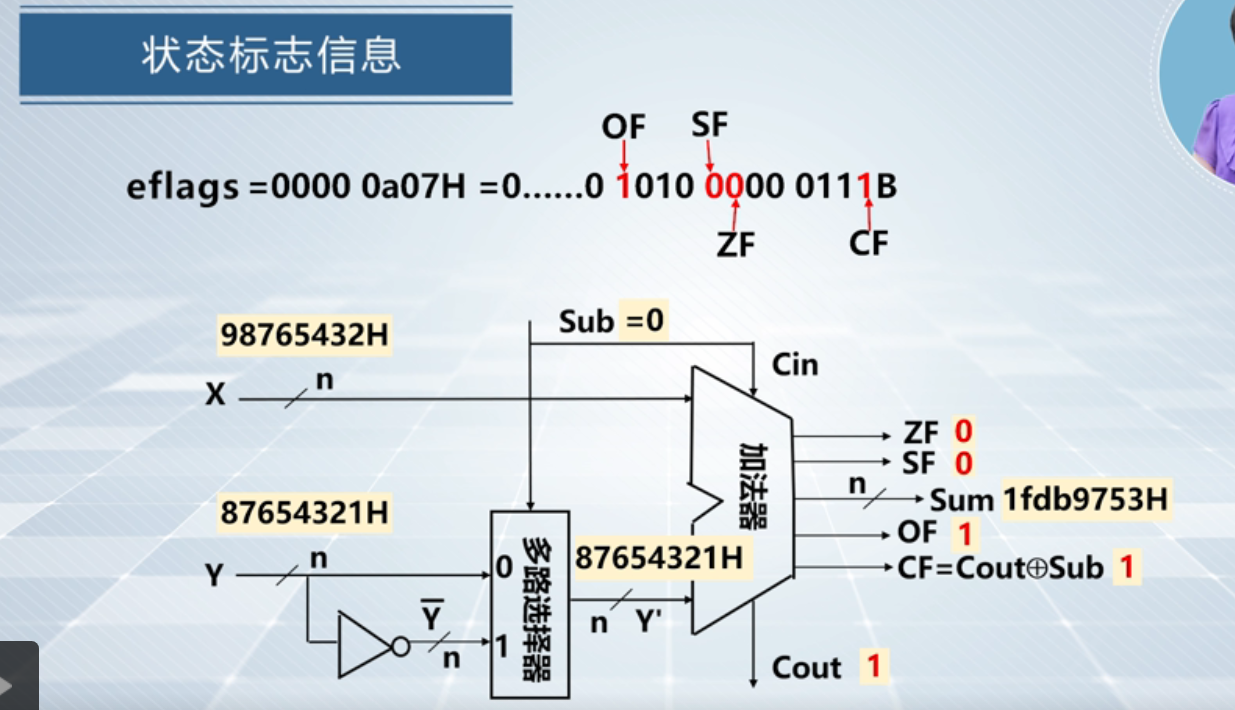 状态标志信息
OF SF
eflags =0000 0a07H =0......0 1010 0000 0111B
ZF CF
98765432H
Sub =0
Cin
X
n
ZF 0
SF 0
加法器
n
Sum 1fdb9753H
87654321H
OF 1
n
Y
0
多路选择器
87654321H
CF=Cout⊕Sub 1
Y̅
n
1
n Y'
Cout 1